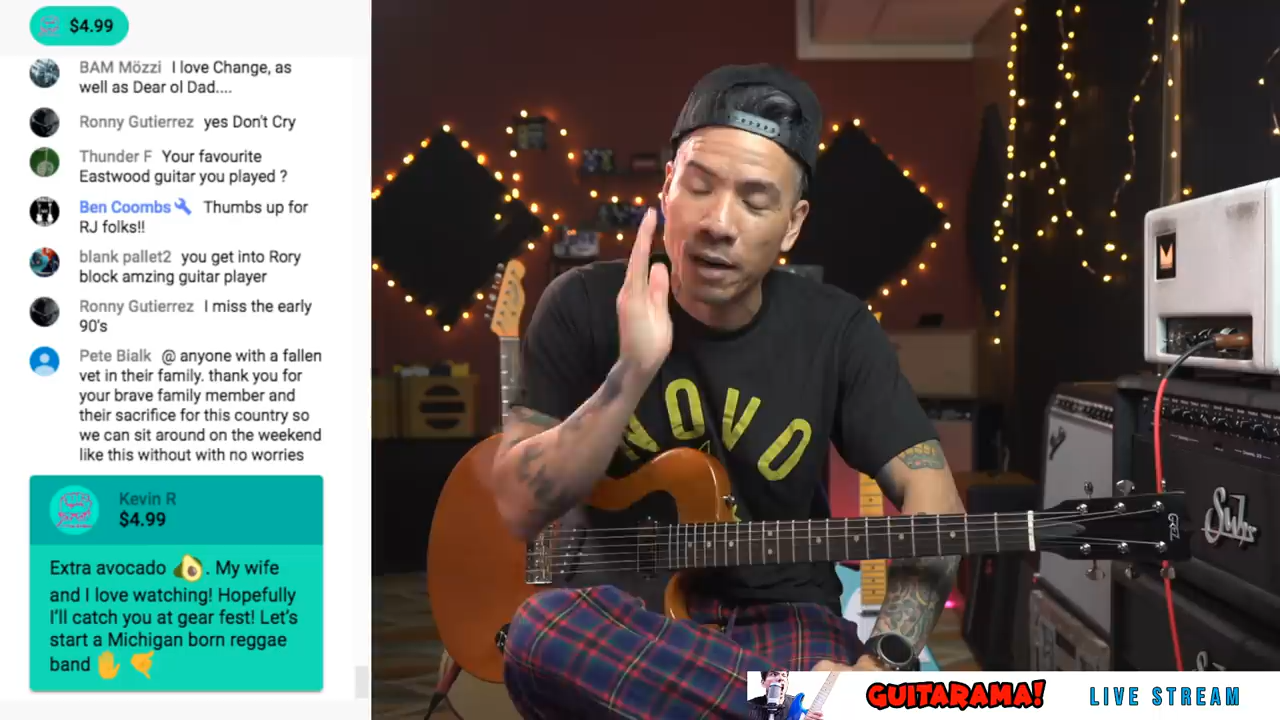 $4.99
BAM Mözzi I love Change, as
well as Dear ol Dad....
Ronny Gutierrez yes Don't Cry
Thunder F Your favourite
Eastwood guitar you played ?
Ben Coombs Thumbs up for
RJ folks!!
blank pallet2 you get into Rory
block amzing guitar player
Ronny Gutierrez I miss the early
90's
Pete Bialk @ anyone with a fallen
vet in their family. thank you for
your brave family member and
their sacrifice for this country so
we can sit around on the weekend
like this without with no worries
Kevin R
$4.99
Extra avocado 🥑. My wife
and I love watching! Hopefully
I'll catch you at gear fest! Let's
start a Michigan born reggae
band ✋🤙
NOVO
Suhr
GUITARAMA!
LIVE STREAM